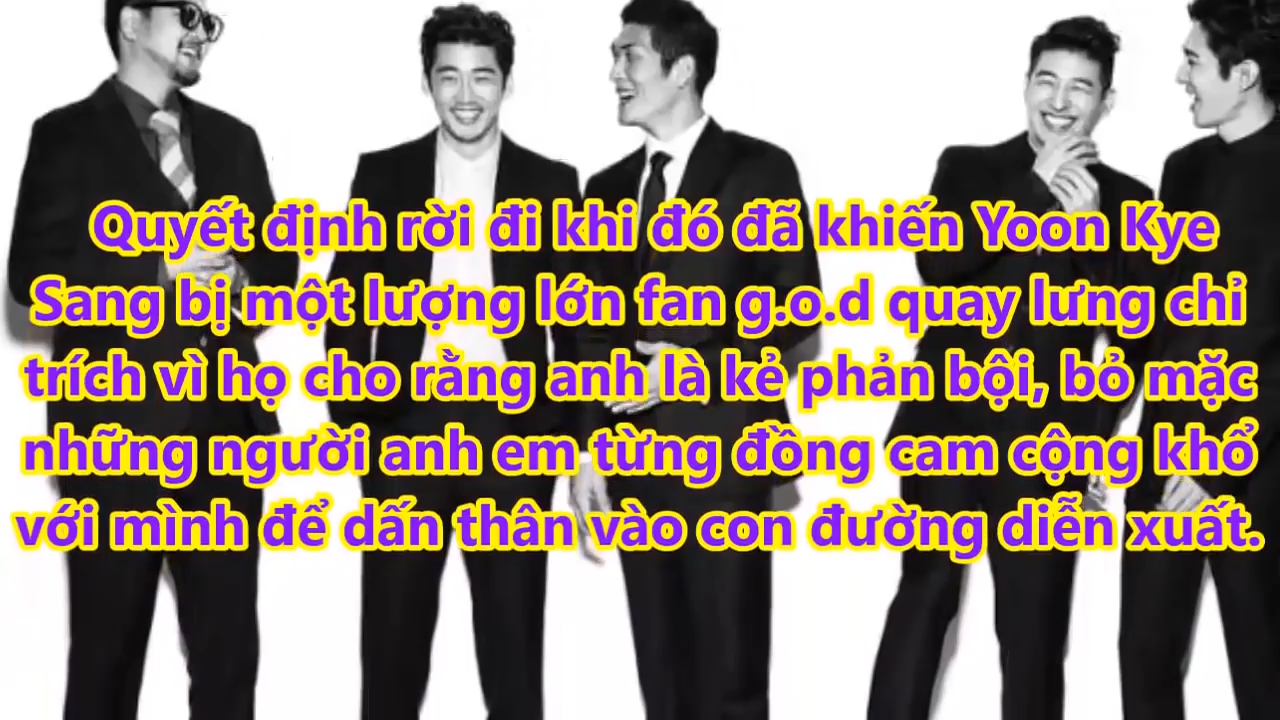 Quyết định rời đi khi đó đã khiến Yoon Kye
Sang bị một lượng lớn fan g.o.d quay lưng chỉ
trích vì họ cho rằng anh là kẻ phản bội, bỏ mặc
những người anh em từng đồng cam cộng khổ
với mình để dấn thân vào con đường diễn xuất.